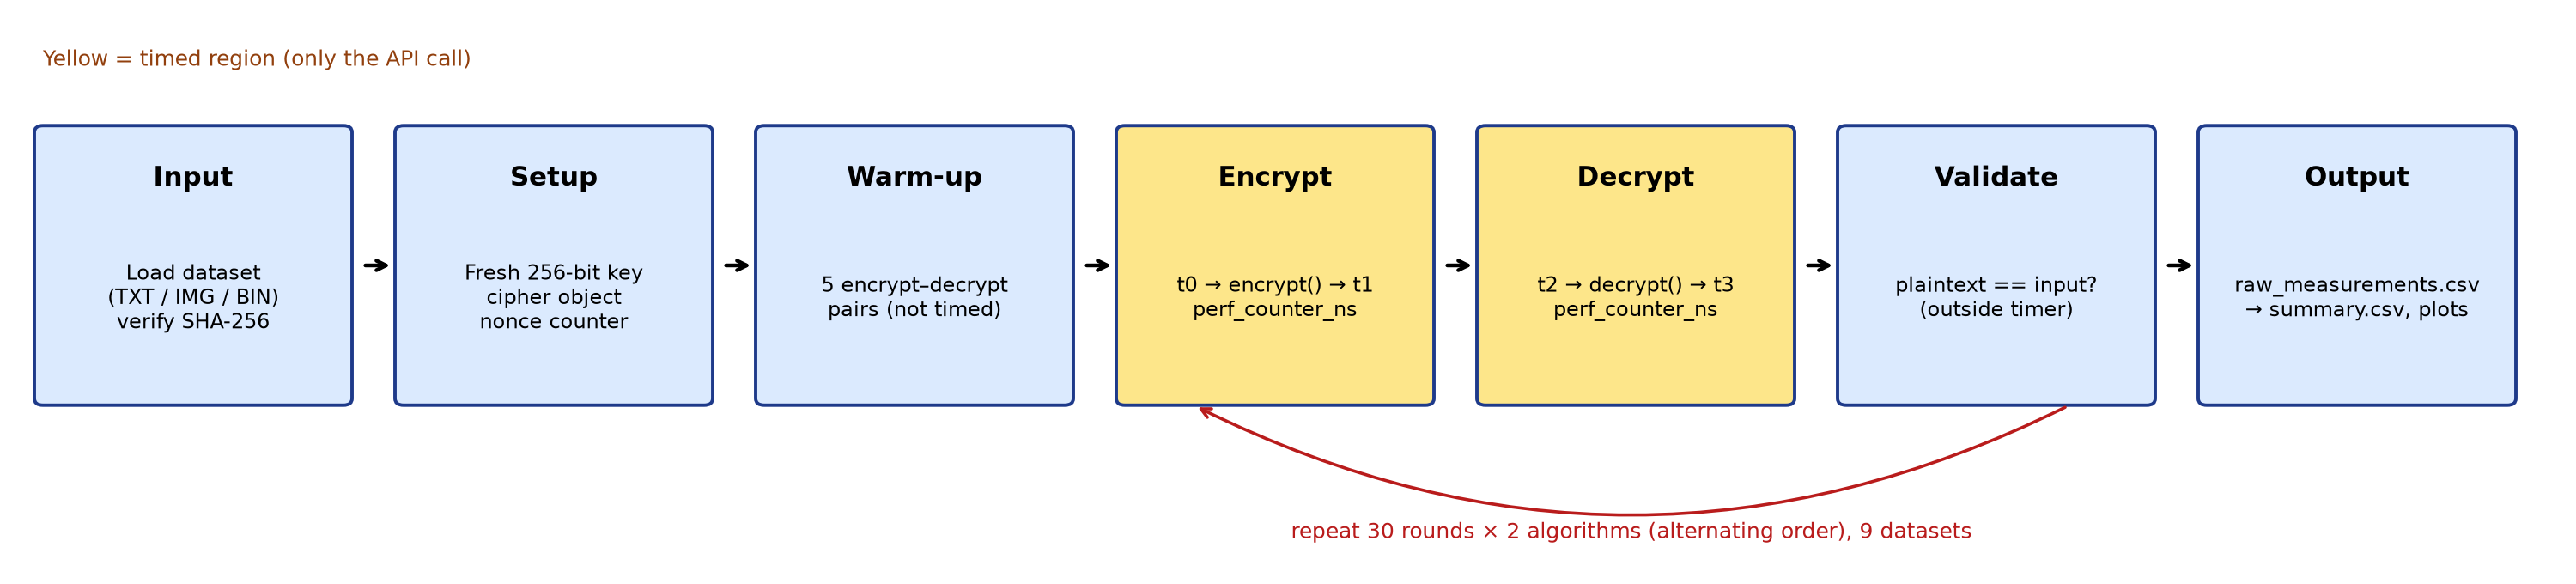 Yellow = timed region (only the API call)
Input
Load dataset
(TXT / IMG / BIN)
verify SHA-256
Setup
Fresh 256-bit key
cipher object
nonce counter
Warm-up
5 encrypt–decrypt
pairs (not timed)
Encrypt
t0 → encrypt() → t1
perf_counter_ns
Decrypt
t2 → decrypt() → t3
perf_counter_ns
Validate
plaintext == input?
(outside timer)
Output
raw_measurements.csv
→ summary.csv, plots
repeat 30 rounds × 2 algorithms (alternating order), 9 datasets